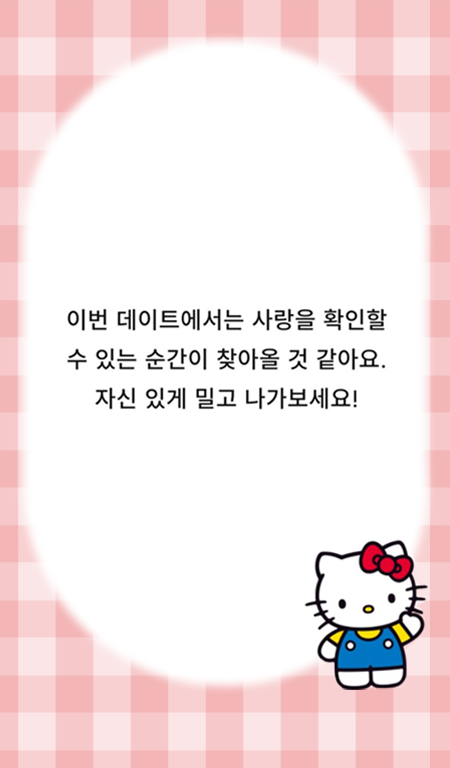 이번 데이트에서는 사랑을 확인할
수 있는 순간이 찾아올 것 같아요.
자신 있게 밀고 나가보세요!